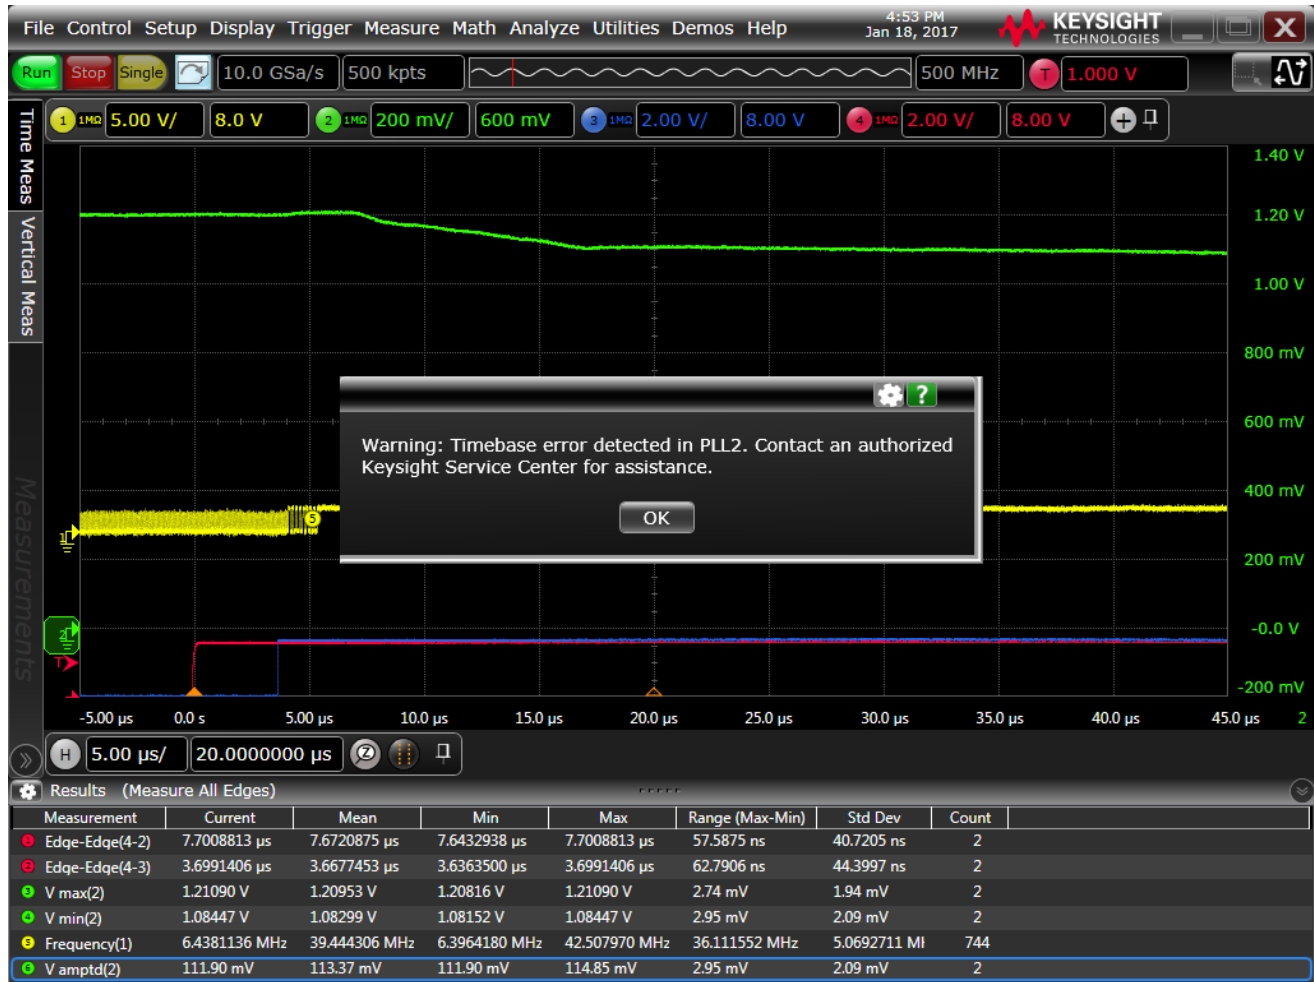 File Control Setup Display Trigger Measure Math Analyze Utilities Demos Help
4:53 PM
Jan 18, 2017
KEYSIGHT
TECHNOLOGIES
X
Run Stop Single 10.0 GSa/s 500 kpts 500 MHz T 1.000 V
1 1MΩ 5.00 V/ 8.0 V 2 1MΩ 200 mV/ 600 mV 3 1MΩ 2.00 V/ 8.00 V 4 1MΩ 2.00 V/ 8.00 V +
Time Meas
Vertical Meas
Measurements
1.40 V
1.20 V
1.00 V
800 mV
600 mV
400 mV
200 mV
-0.0 V
-200 mV
?
Warning: Timebase error detected in PLL2. Contact an authorized
Keysight Service Center for assistance.
OK
5
1
2
T
-5.00 µs 0.0 s 5.00 µs 10.0 µs 15.0 µs 20.0 µs 25.0 µs 30.0 µs 35.0 µs 40.0 µs 45.0 µs 2
H 5.00 µs/ 20.0000000 µs Z
Results (Measure All Edges)
Measurement Current Mean Min Max Range (Max-Min) Std Dev Count
1 Edge-Edge(4-2) 7.7008813 µs 7.6720875 µs 7.6432938 µs 7.7008813 µs 57.5875 ns 40.7205 ns 2
2 Edge-Edge(4-3) 3.6991406 µs 3.6677453 µs 3.6363500 µs 3.6991406 µs 62.7906 ns 44.3997 ns 2
3 V max(2) 1.21090 V 1.20953 V 1.20816 V 1.21090 V 2.74 mV 1.94 mV 2
4 V min(2) 1.08447 V 1.08299 V 1.08152 V 1.08447 V 2.95 mV 2.09 mV 2
5 Frequency(1) 6.4381136 MHz 39.444306 MHz 6.3964180 MHz 42.507970 MHz 36.111552 MHz 5.0692711 MH 744
6 V amptd(2) 111.90 mV 113.37 mV 111.90 mV 114.85 mV 2.95 mV 2.09 mV 2